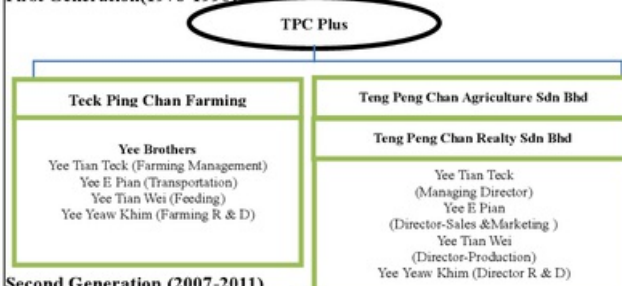 TPC Plus
Teck Ping Chan Farming
Yee Brothers
Yee Tian Teck (Farming Management)
Yee E Pian (Transportation)
Yee Tian Wei (Feeding)
Yee Yeaw Khim (Farming R & D)
Teng Peng Chan Agriculture Sdn Bhd
Teng Peng Chan Realty Sdn Bhd
Yee Tian Teck
(Managing Director)
Yee E Pian
(Director-Sales &Marketing )
Yee Tian Wei
(Director-Production)
Yee Yeaw Khim (Director R & D)
Second Generation (2007-2011)